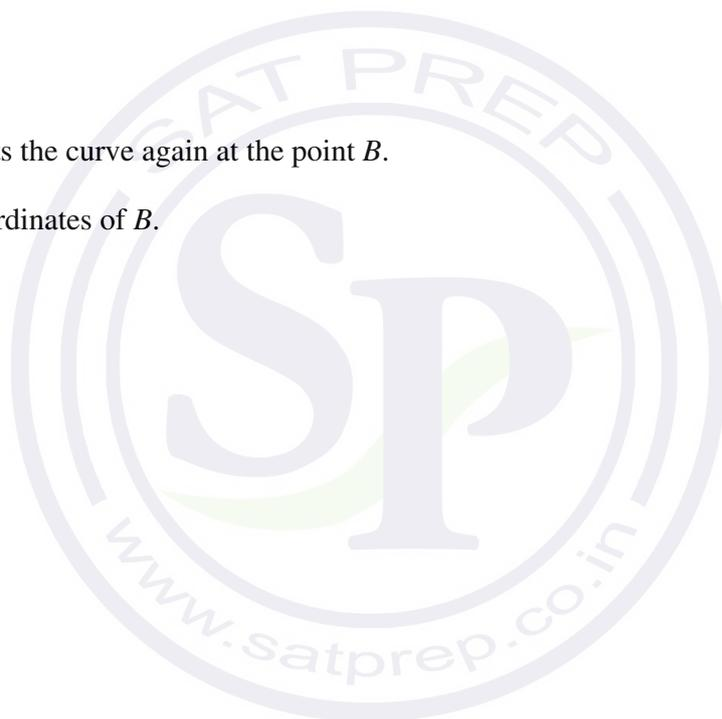 SAT PREP
s the curve again at the point B.
rdinates of B.
SP
www.satprep.co.in